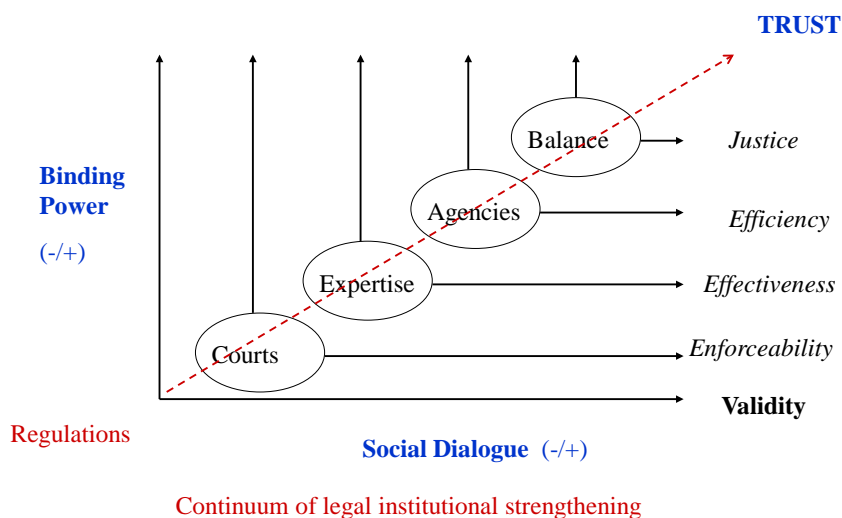 TRUST
Balance
Justice
Binding
Power
(-/+)
Agencies
Efficiency
Expertise
Effectiveness
Courts
Enforceability
Validity
Regulations
Social Dialogue (-/+)
Continuum of legal institutional strengthening